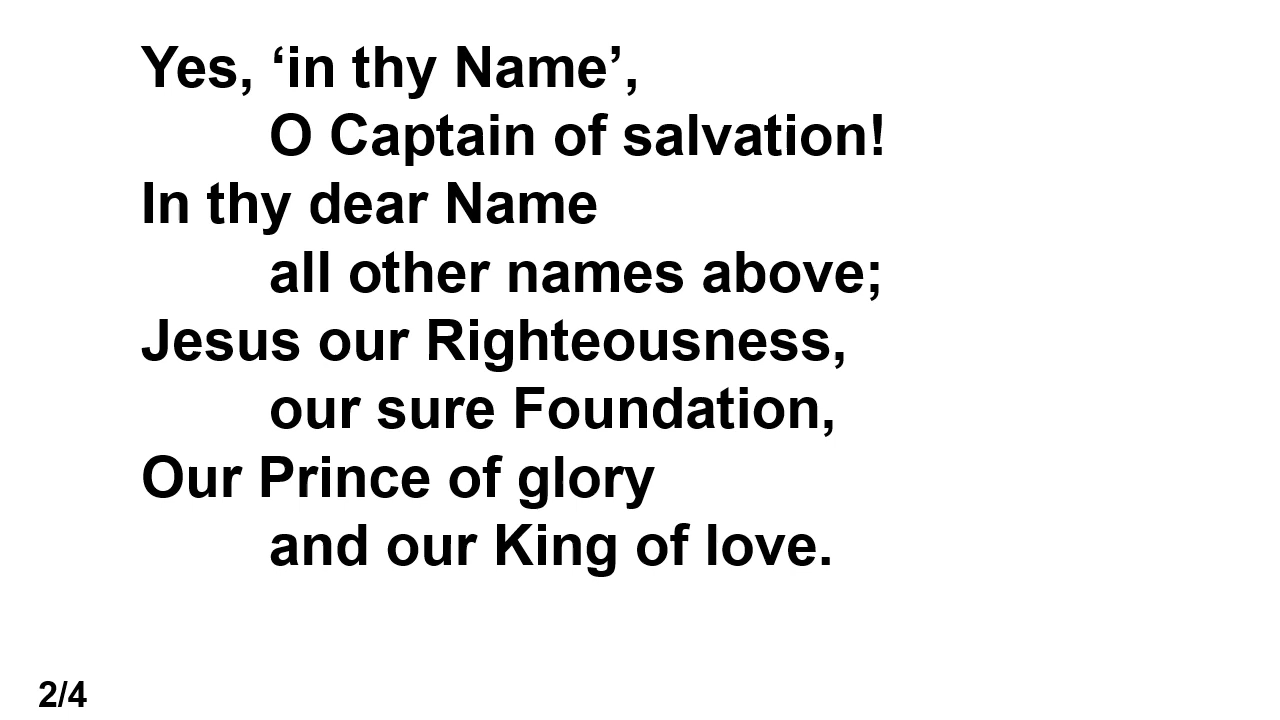 Yes, ‘in thy Name’,
O Captain of salvation!
In thy dear Name
all other names above;
Jesus our Righteousness,
our sure Foundation,
Our Prince of glory
and our King of love.
2/4